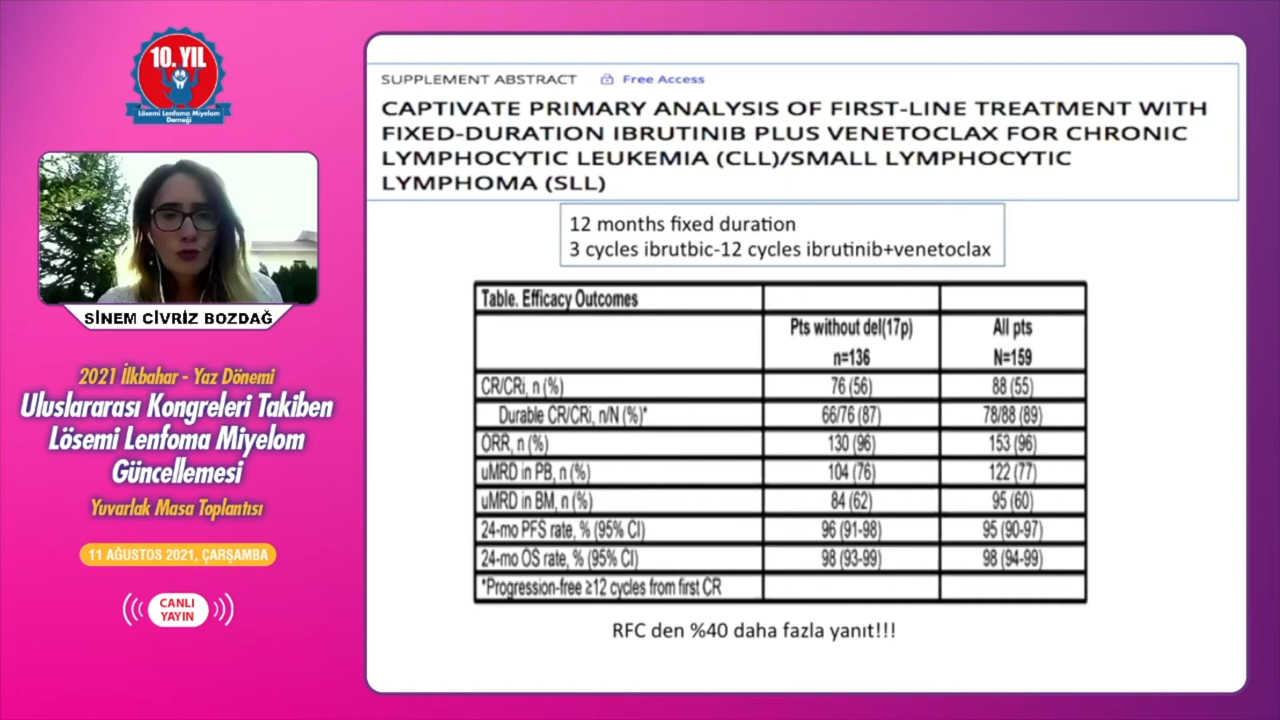 10. YIL
Lösemi Lenfoma Miyelom
Derneği
SİNEM CİVRİZ BOZDAĞ
2021 İlkbahar - Yaz Dönemi
Uluslararası Kongreleri Takiben
Lösemi Lenfoma Miyelom
Güncellemesi
Yuvarlak Masa Toplantısı
11 AĞUSTOS 2021, ÇARŞAMBA
CANLI
YAYIN
SUPPLEMENT ABSTRACT Free Access
CAPTIVATE PRIMARY ANALYSIS OF FIRST-LINE TREATMENT WITH
FIXED-DURATION IBRUTINIB PLUS VENETOCLAX FOR CHRONIC
LYMPHOCYTIC LEUKEMIA (CLL)/SMALL LYMPHOCYTIC
LYMPHOMA (SLL)
12 months fixed duration
3 cycles ibrutbic-12 cycles ibrutinib+venetoclax
Table. Efficacy Outcomes
Pts without del(17p) All pts
n=136 N=159
CR/CRi, n (%) 76 (56) 88 (55)
Durable CR/CRi, n/N (%)* 66/76 (87) 78/88 (89)
ORR, n (%) 130 (96) 153 (96)
uMRD in PB, n (%) 104 (76) 122 (77)
uMRD in BM, n (%) 84 (62) 95 (60)
24-mo PFS rate, % (95% CI) 96 (91-98) 95 (90-97)
24-mo OS rate, % (95% CI) 98 (93-99) 98 (94-99)
*Progression-free ≥12 cycles from first CR
RFC den %40 daha fazla yanıt!!!